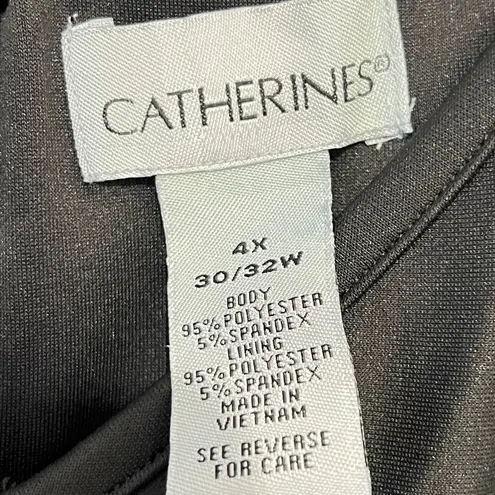 CATHERINES®
4X
30/32W
BODY
95% POLYESTER
5% SPANDEX
LINING
95% POLYESTER
5% SPANDEX
MADE IN
VIETNAM
SEE REVERSE
FOR CARE